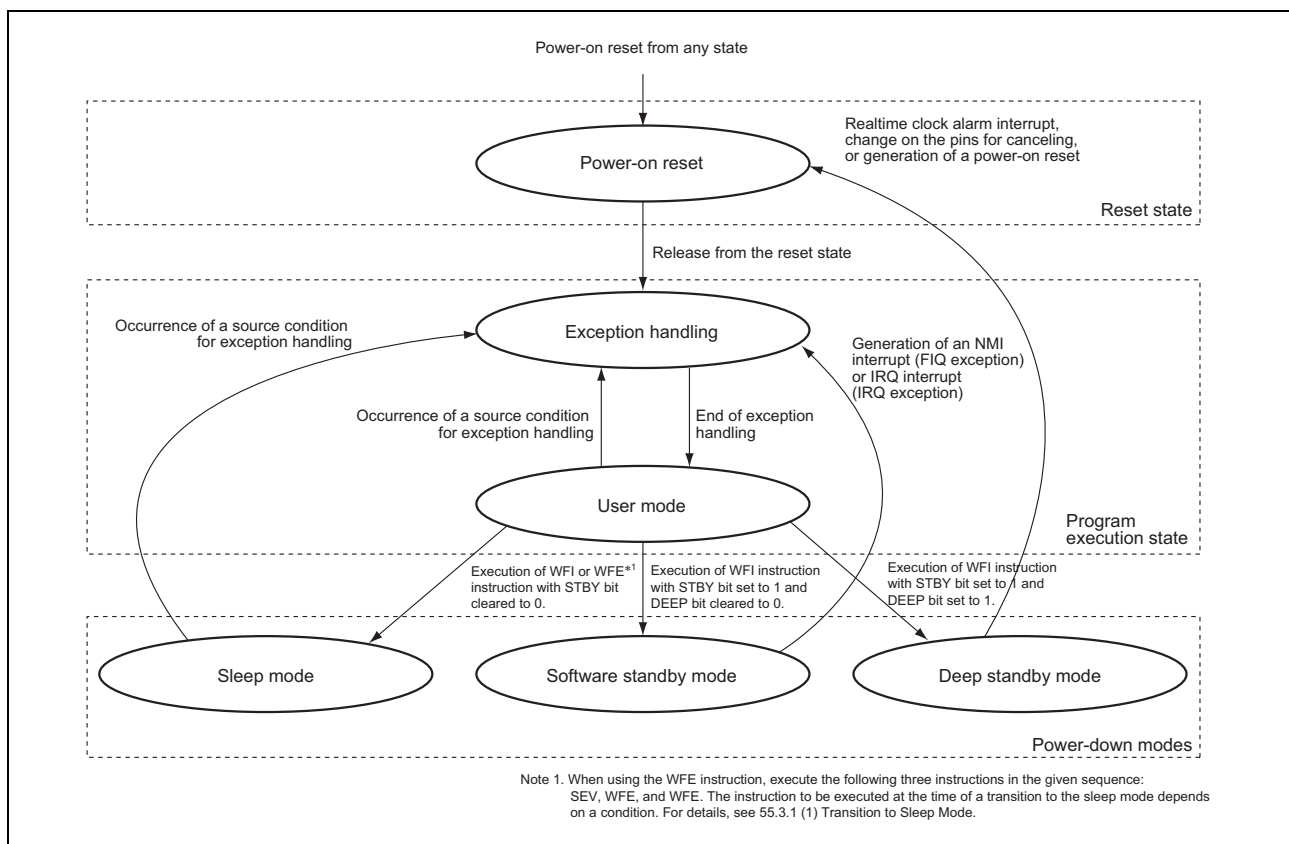 Power-on reset from any state
Realtime clock alarm interrupt,
change on the pins for canceling,
or generation of a power-on reset
Power-on reset
Reset state
Release from the reset state
Occurrence of a source condition
for exception handling
Exception handling
Generation of an NMI
interrupt (FIQ exception)
or IRQ interrupt
(IRQ exception)
Occurrence of a source condition
for exception handling
End of exception
handling
User mode
Program
execution state
Execution of WFI or WFE*1
instruction with STBY bit
cleared to 0.
Execution of WFI instruction
with STBY bit set to 1 and
DEEP bit cleared to 0.
Execution of WFI instruction
with STBY bit set to 1 and
DEEP bit set to 1.
Sleep mode
Software standby mode
Deep standby mode
Power-down modes
Note 1. When using the WFE instruction, execute the following three instructions in the given sequence:
SEV, WFE, and WFE. The instruction to be executed at the time of a transition to the sleep mode depends
on a condition. For details, see 55.3.1 (1) Transition to Sleep Mode.